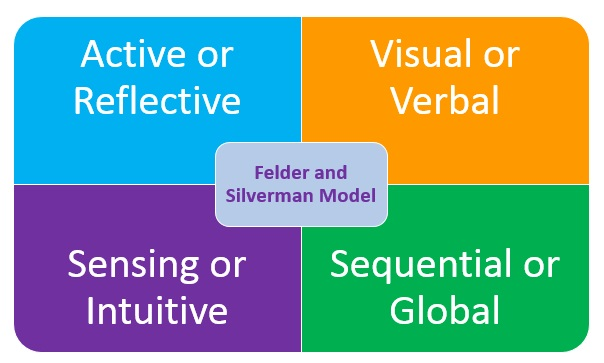 Active or
Reflective
Visual or
Verbal
Felder and
Silverman Model
Sensing or
Intuitive
Sequential or
Global